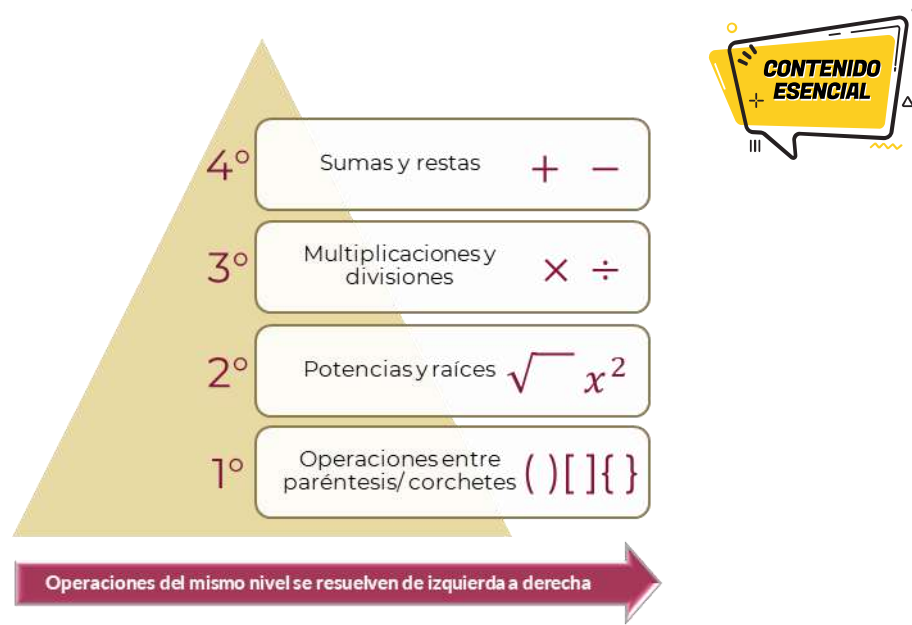 CONTENIDO
ESENCIAL
4° Sumas y restas + −
3° Multiplicaciones y
divisiones × ÷
2° Potencias y raíces √ x²
1° Operaciones entre
paréntesis/ corchetes ( ) [ ] { }
Operaciones del mismo nivel se resuelven de izquierda a derecha